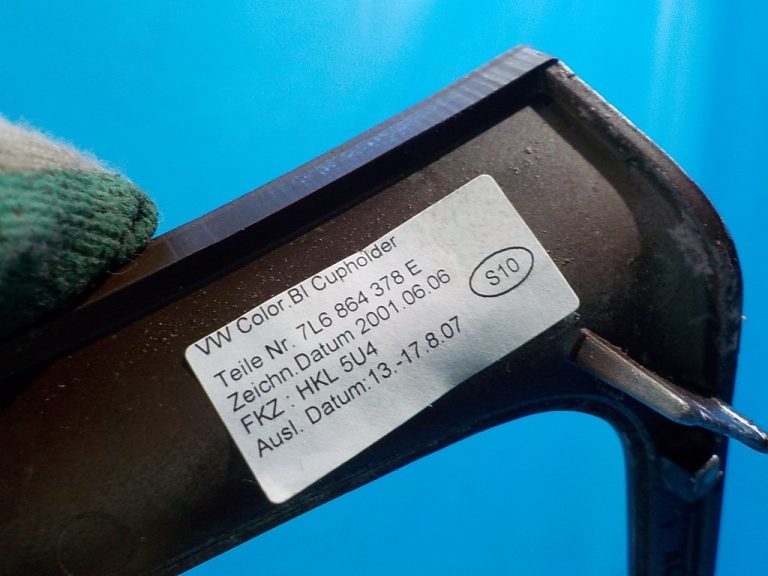 VW Color.BI Cupholder
Teile Nr. 7L6 864 378 E
Zeichn.Datum 2001.06.06
FKZ : HKL 5U4
Ausl. Datum:13.-17.8.07
S10